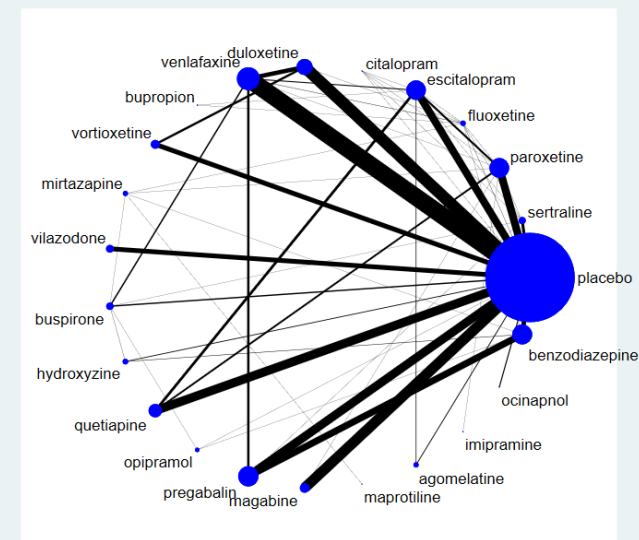 duloxetine
venlafaxine
citalopram
escitalopram
bupropion
fluoxetine
vortioxetine
paroxetine
mirtazapine
sertraline
vilazodone
placebo
buspirone
benzodiazepine
hydroxyzine
ocinapnol
quetiapine
imipramine
opipramol
agomelatine
pregabalin
magabine
maprotiline